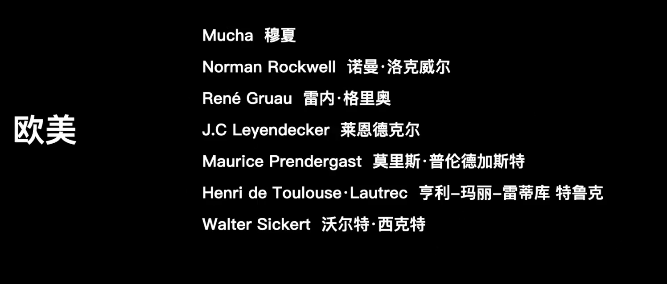 欧美
Mucha 穆夏
Norman Rockwell 诺曼·洛克威尔
René Gruau 雷内·格里奥
J.C Leyendecker 莱恩德克尔
Maurice Prendergast 莫里斯·普伦德加斯特
Henri de Toulouse·Lautrec 亨利-玛丽-雷蒂库 特鲁克
Walter Sickert 沃尔特·西克特